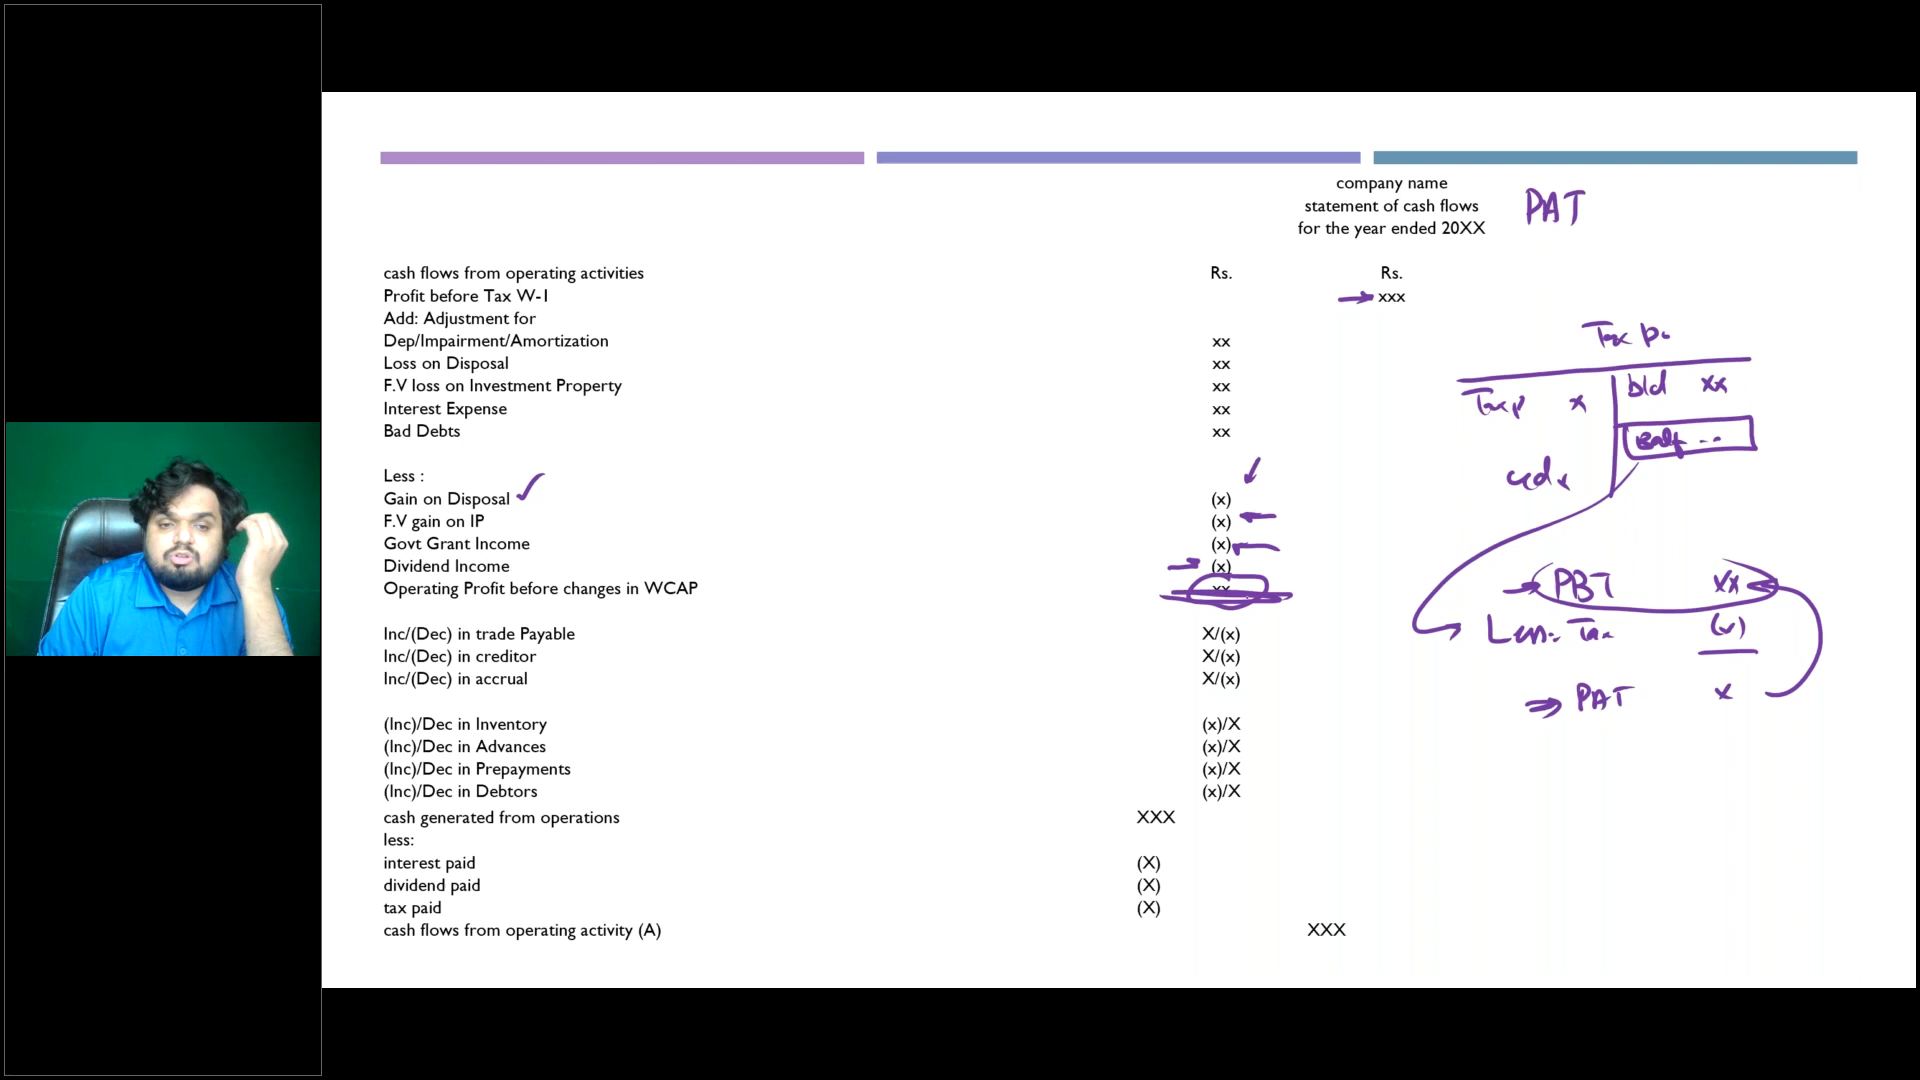 company name
statement of cash flows
for the year ended 20XX
PAT
cash flows from operating activities Rs. Rs.
Profit before Tax W-1 xxx
Add: Adjustment for
Dep/Impairment/Amortization xx
Loss on Disposal xx
F.V loss on Investment Property xx
Interest Expense xx
Bad Debts xx
Less :
Gain on Disposal (x)
F.V gain on IP (x)
Govt Grant Income (x)
Dividend Income (x)
Operating Profit before changes in WCAP xx
Inc/(Dec) in trade Payable X/(x)
Inc/(Dec) in creditor X/(x)
Inc/(Dec) in accrual X/(x)
(Inc)/Dec in Inventory (x)/X
(Inc)/Dec in Advances (x)/X
(Inc)/Dec in Prepayments (x)/X
(Inc)/Dec in Debtors (x)/X
cash generated from operations XXX
less:
interest paid (X)
dividend paid (X)
tax paid (X)
cash flows from operating activity (A) XXX
Tax
Tax p x
bld xx
PBT xx
Less: Tax (x)
PAT x